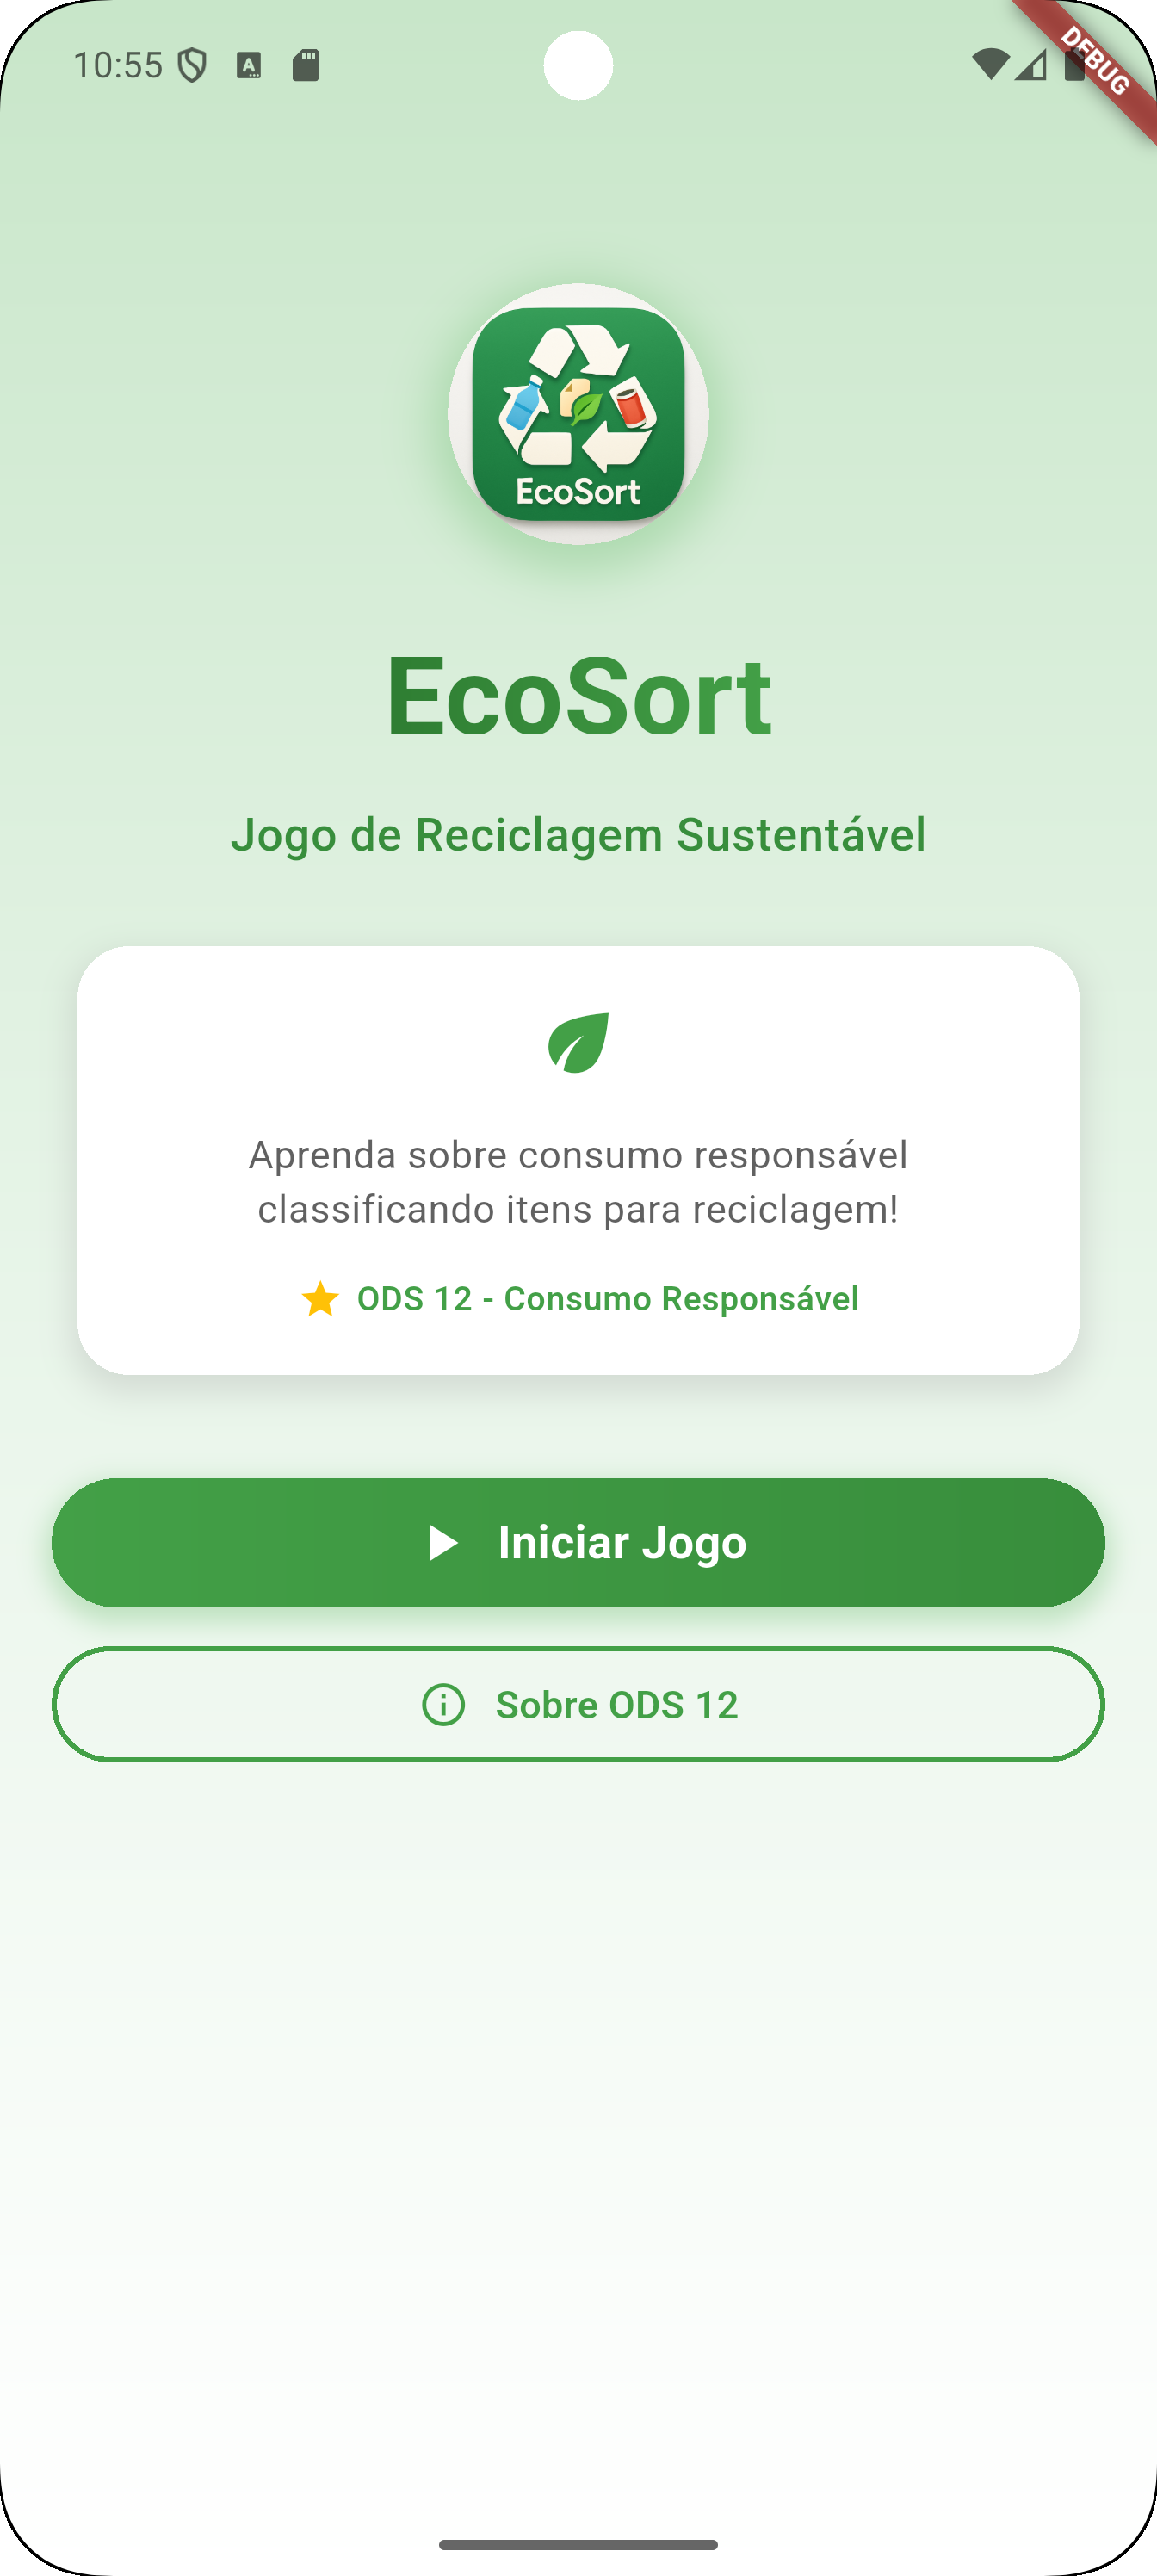 10:55
DEBUG
EcoSort
EcoSort
Jogo de Reciclagem Sustentável
Aprenda sobre consumo responsável
classificando itens para reciclagem!
ODS 12 - Consumo Responsável
Iniciar Jogo
Sobre ODS 12